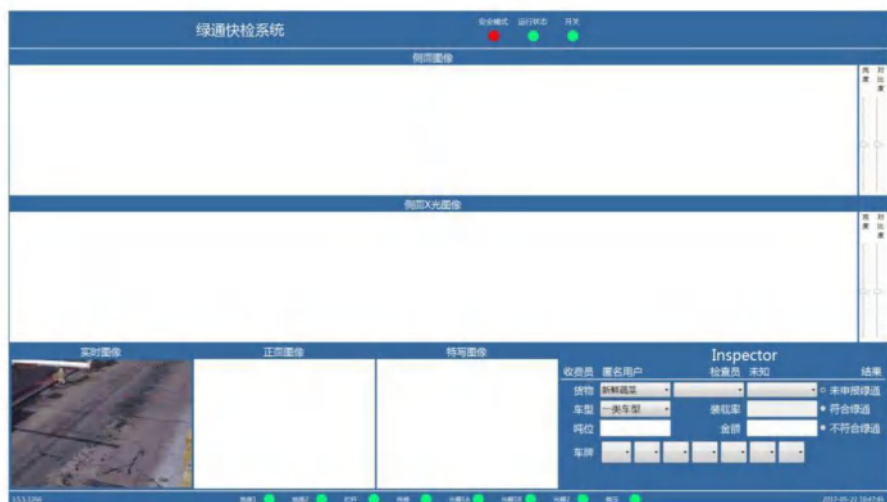 绿通快检系统
安全模式 运行状态 开关
侧面图像
亮度 对比度
侧面X光图像
亮度 对比度
实时图像 正面图像 特写图像
Inspector
收费员 匿名用户 检查员 未知 结果
货物 新鲜蔬菜 未申报绿通
车型 一类车型 装载率 符合绿通
吨位 金额 不符合绿通
车牌